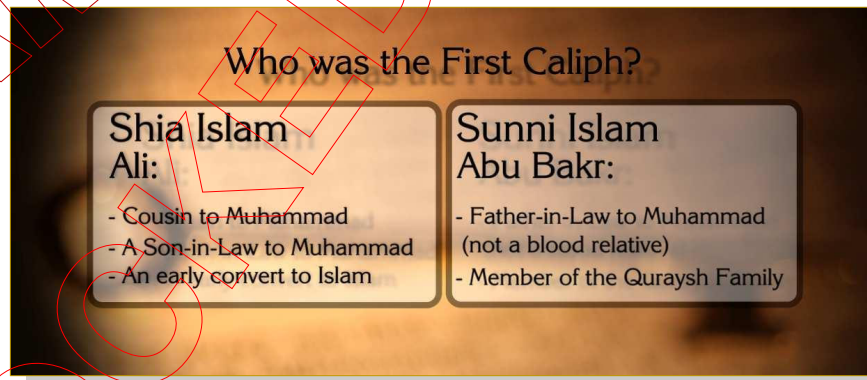 Who was the First Caliph?
Shia Islam
Ali:
- Cousin to Muhammad
- A Son-in-Law to Muhammad
- An early convert to Islam
Sunni Islam
Abu Bakr:
- Father-in-Law to Muhammad
(not a blood relative)
- Member of the Quraysh Family